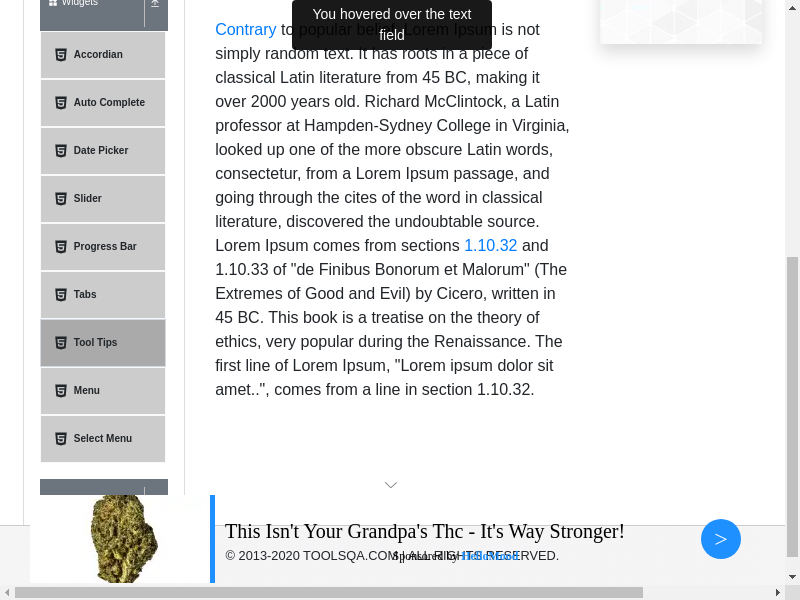 Widgets
Accordian
Auto Complete
Date Picker
Slider
Progress Bar
Tabs
Tool Tips
Menu
Select Menu
You hovered over the text
field
Contrary to popular belief, Lorem Ipsum is not
simply random text. It has roots in a piece of
classical Latin literature from 45 BC, making it
over 2000 years old. Richard McClintock, a Latin
professor at Hampden-Sydney College in Virginia,
looked up one of the more obscure Latin words,
consectetur, from a Lorem Ipsum passage, and
going through the cites of the word in classical
literature, discovered the undoubtable source.
Lorem Ipsum comes from sections 1.10.32 and
1.10.33 of "de Finibus Bonorum et Malorum" (The
Extremes of Good and Evil) by Cicero, written in
45 BC. This book is a treatise on the theory of
ethics, very popular during the Renaissance. The
first line of Lorem Ipsum, "Lorem ipsum dolor sit
amet..", comes from a line in section 1.10.32.
This Isn't Your Grandpa's Thc - It's Way Stronger!
© 2013-2020 TOOLSQA.COM | ALL RIGHTS RESERVED.
Sponsored by
>